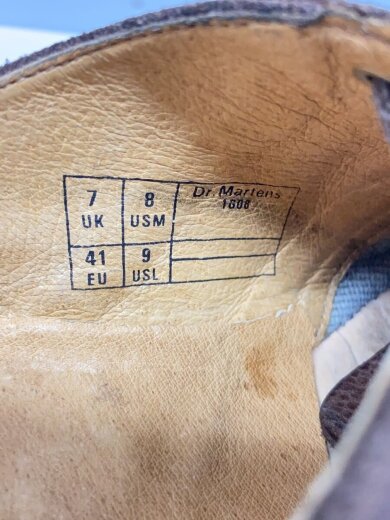 7 8 Dr. Martens
UK USM 1608
41 9
EU USL